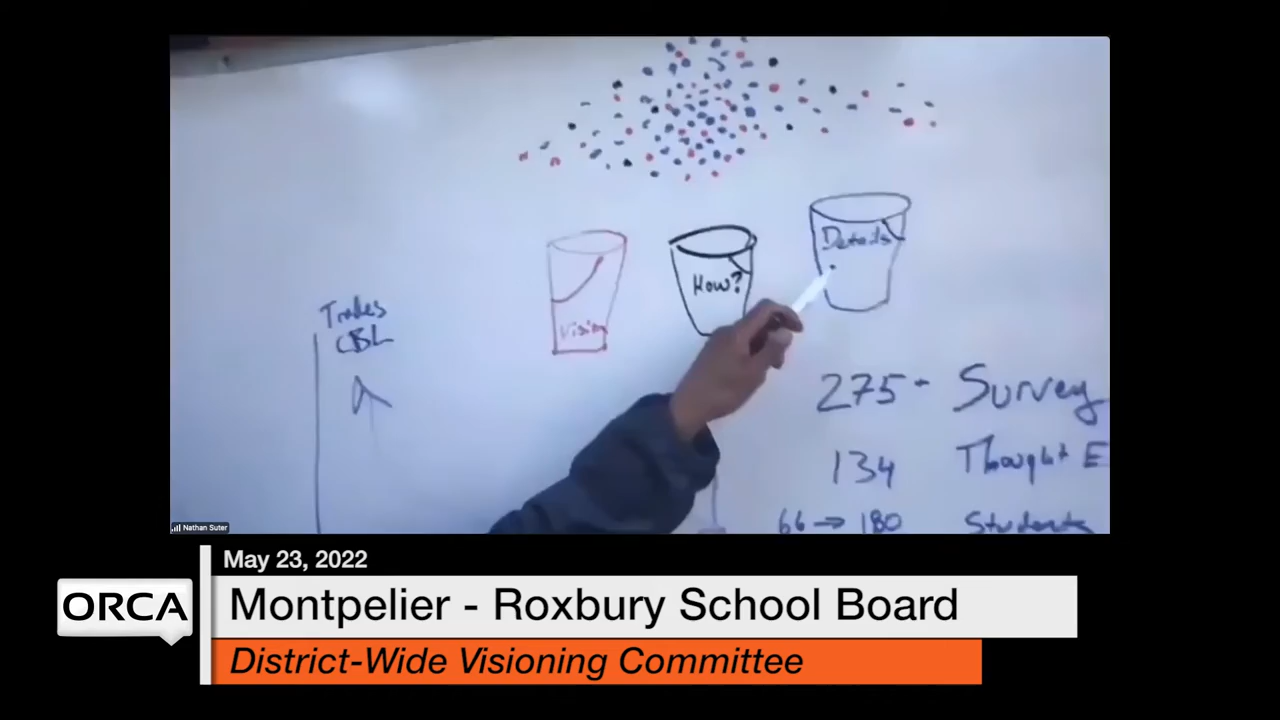 Details
How?
Vision
Trades
CBL
275 - Survey
134 Thought E
66 → 180 Students
Nathan Suter
May 23, 2022
ORCA
Montpelier - Roxbury School Board
District-Wide Visioning Committee